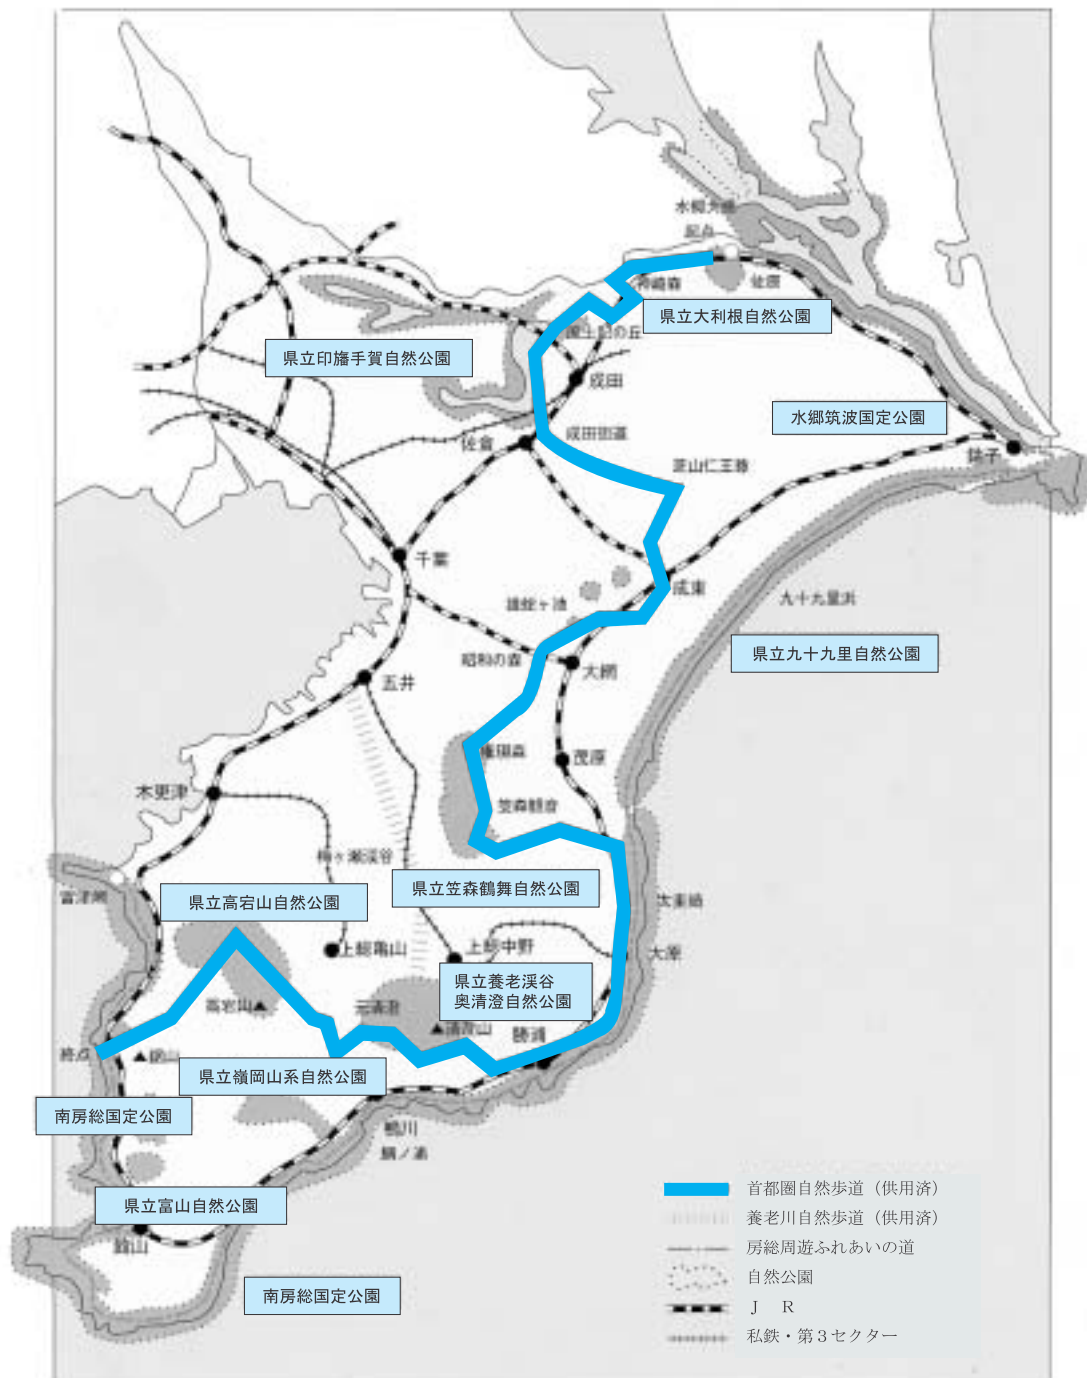 起点
神崎森
佐原
県立大利根自然公園
県立印旛手賀自然公園
成田
水郷筑波国定公園
佐倉
成田街道
芝山仁王尊
銚子
千葉
成東
九十九里浜
雄蛇ヶ池
県立九十九里自然公園
昭和の森
大網
五井
権現森
茂原
木更津
笠森観音
梅ヶ瀬渓谷
県立笠森鶴舞自然公園
富津岬
県立高宕山自然公園
太東崎
上総亀山
上総中野
大原
県立養老渓谷
奥清澄自然公園
高宕山
元清澄
清澄山
勝浦
終点
鋸山
県立嶺岡山系自然公園
南房総国定公園
鴨川
鯛ノ浦
県立富山自然公園
館山
南房総国定公園
首都圏自然歩道（供用済）
養老川自然歩道（供用済）
房総周遊ふれあいの道
自然公園
J R
私鉄・第３セクター